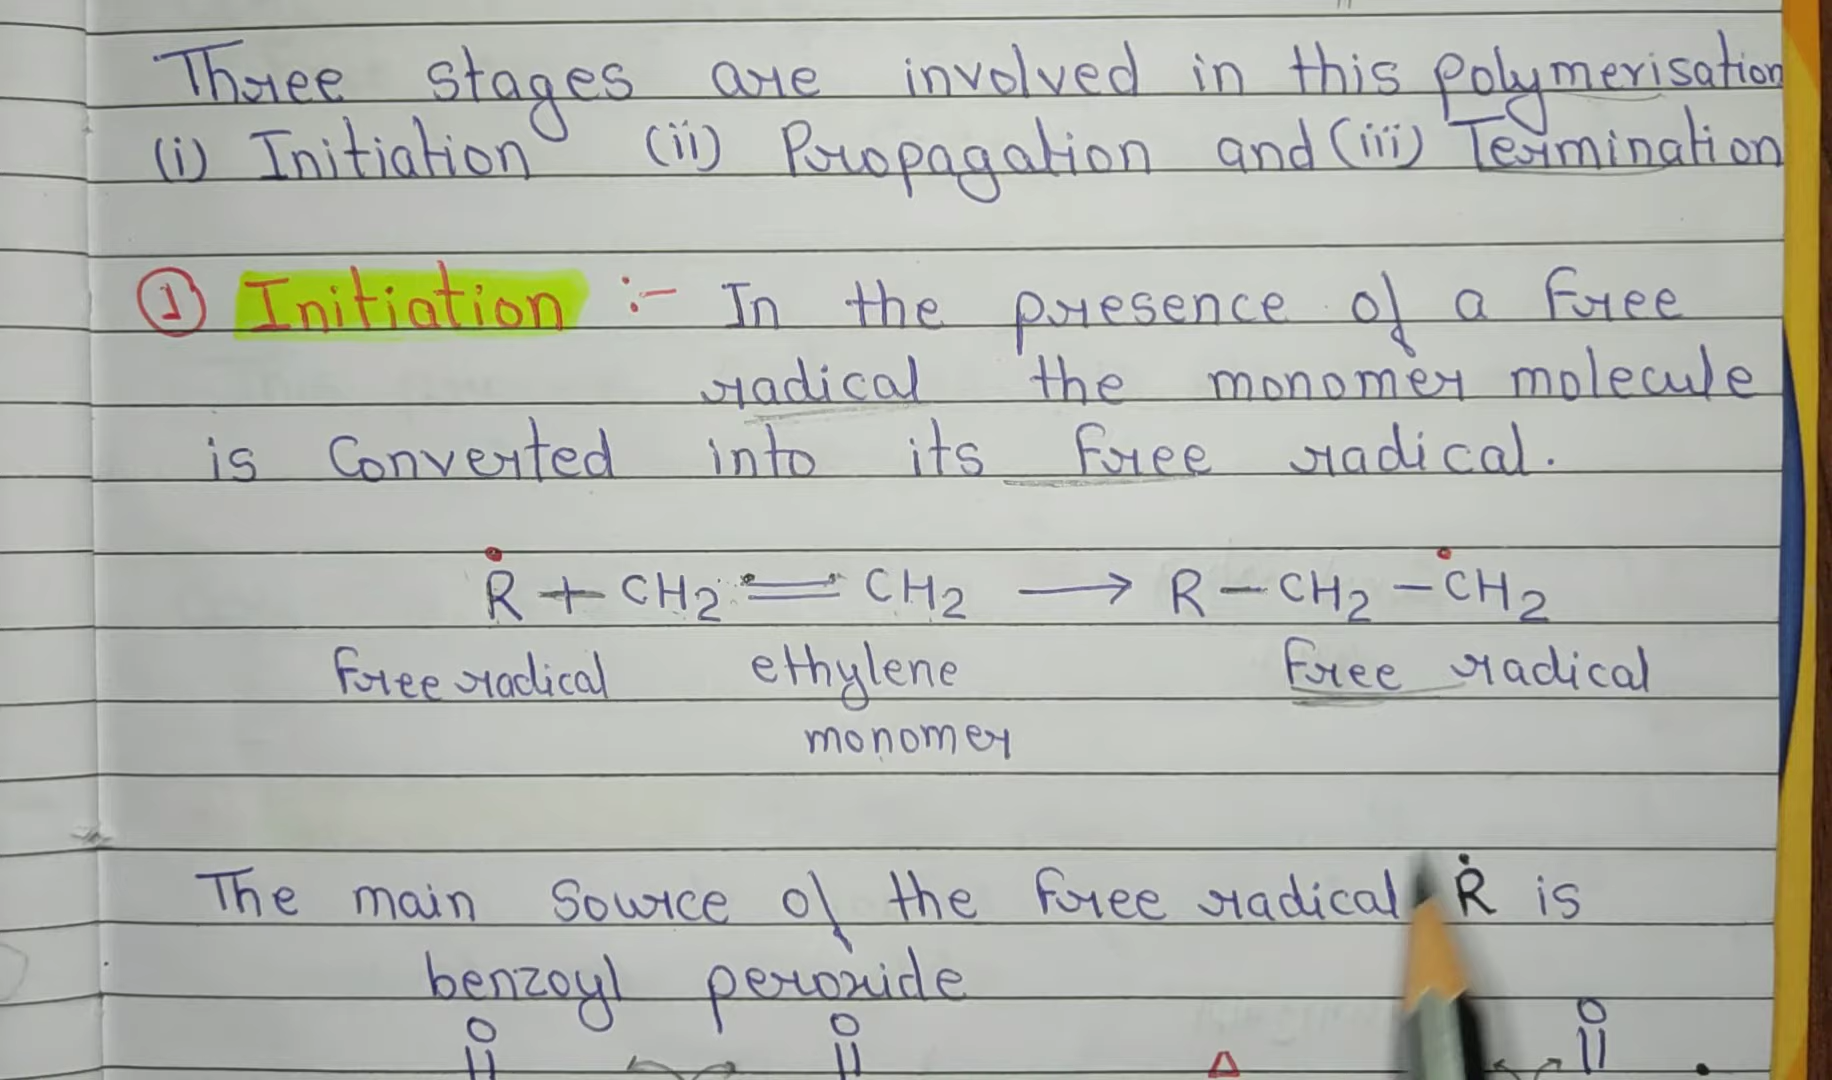 Three stages are involved in this polymerisation
(i) Initiation (ii) Propagation and (iii) Termination
① Initiation :- In the presence of a free
radical the monomer molecule
is Converted into its free radical.
Ṙ + CH2 = CH2 → R - CH2 - ĊH2
free radical ethylene free radical
monomer
The main source of the free radical Ṙ is
benzoyl peroxide
O O O
|| || Δ || .